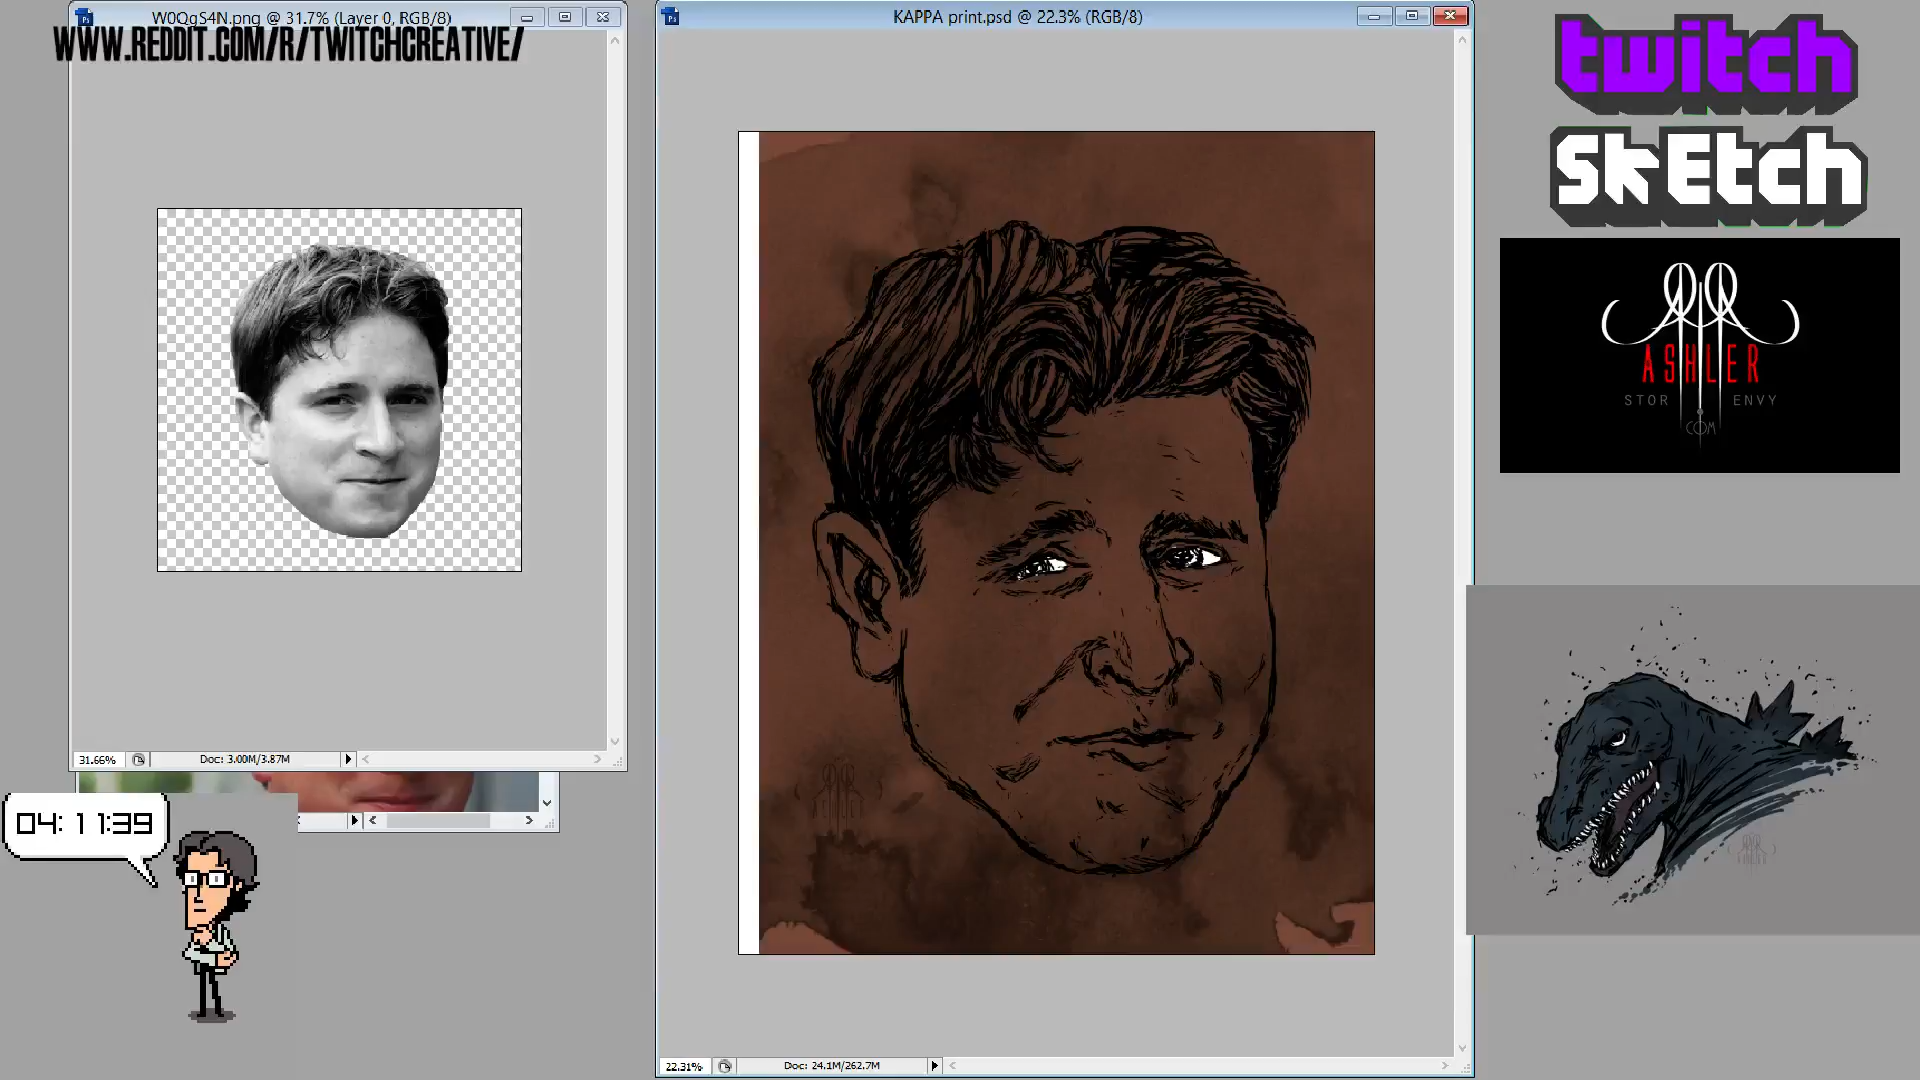 W0QgS4N.png @ 31.7% (Layer 0, RGB/8)
WWW.REDDIT.COM/R/TWITCHCREATIVE/
KAPPA print.psd @ 22.3% (RGB/8)
twitch
SkEtch
ASHLER
STOR ENVY
COM
31.66%
Doc: 3.00M/3.87M
04:11:39
22.31%
Doc: 24.1M/262.7M